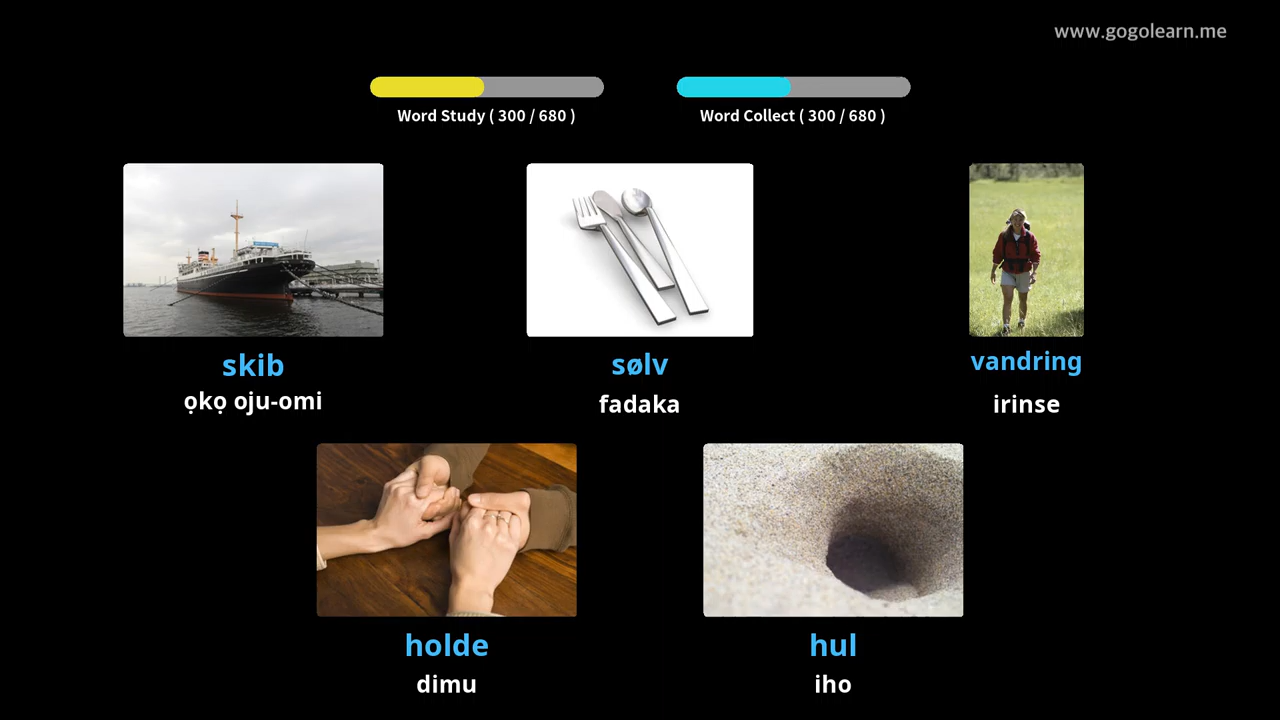 www.gogolearn.me
Word Study ( 300 / 680 )
Word Collect ( 300 / 680 )
skib
ọkọ oju-omi
sølv
fadaka
vandring
irinse
holde
dimu
hul
iho